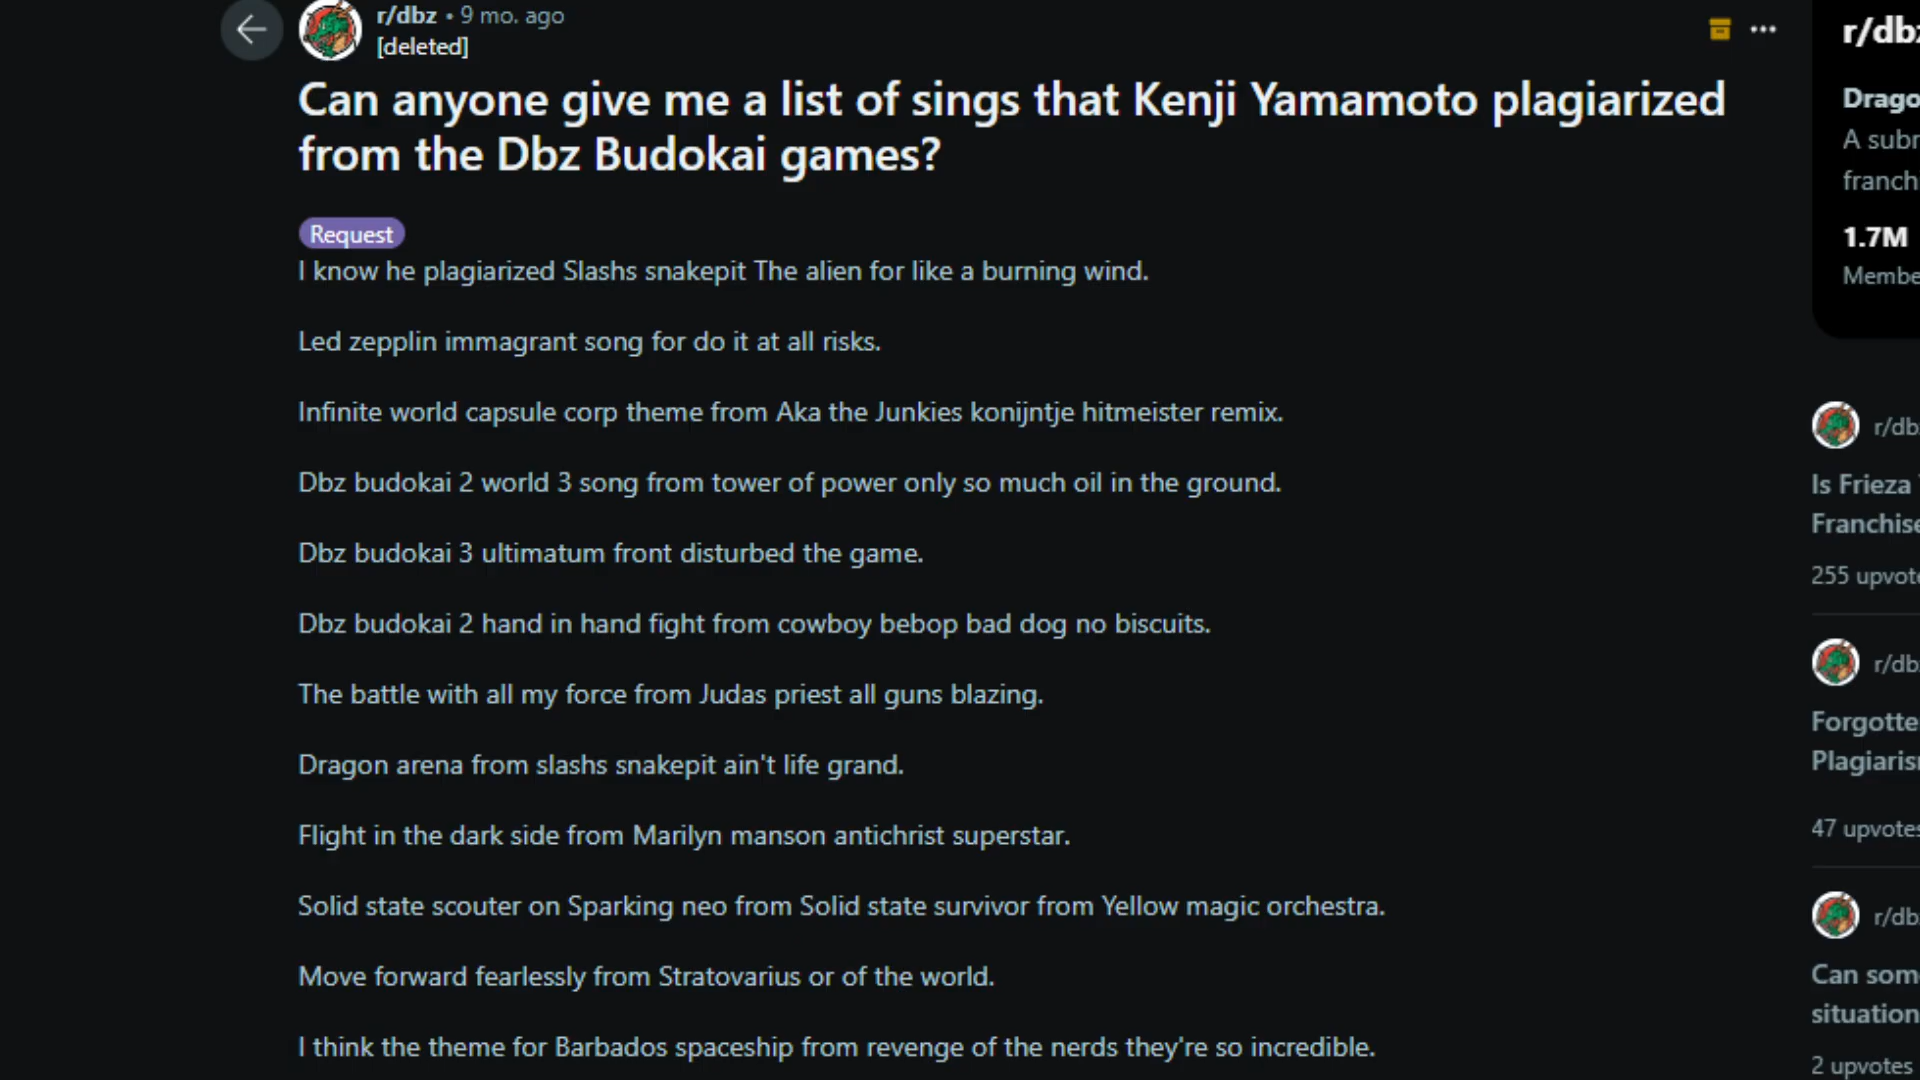 r/dbz • 9 mo. ago
[deleted]
Can anyone give me a list of sings that Kenji Yamamoto plagiarized
from the Dbz Budokai games?
Request
I know he plagiarized Slashs snakepit The alien for like a burning wind.
Led zepplin immagrant song for do it at all risks.
Infinite world capsule corp theme from Aka the Junkies konijntje hitmeister remix.
Dbz budokai 2 world 3 song from tower of power only so much oil in the ground.
Dbz budokai 3 ultimatum front disturbed the game.
Dbz budokai 2 hand in hand fight from cowboy bebop bad dog no biscuits.
The battle with all my force from Judas priest all guns blazing.
Dragon arena from slashs snakepit ain't life grand.
Flight in the dark side from Marilyn manson antichrist superstar.
Solid state scouter on Sparking neo from Solid state survivor from Yellow magic orchestra.
Move forward fearlessly from Stratovarius or of the world.
I think the theme for Barbados spaceship from revenge of the nerds they're so incredible.
r/db
Drago
A subr
franch
1.7M
Membe
r/db
Is Frieza
Franchise
255 upvote
r/db
Forgotte
Plagiaris
47 upvotes
r/db
Can som
situation
2 upvotes